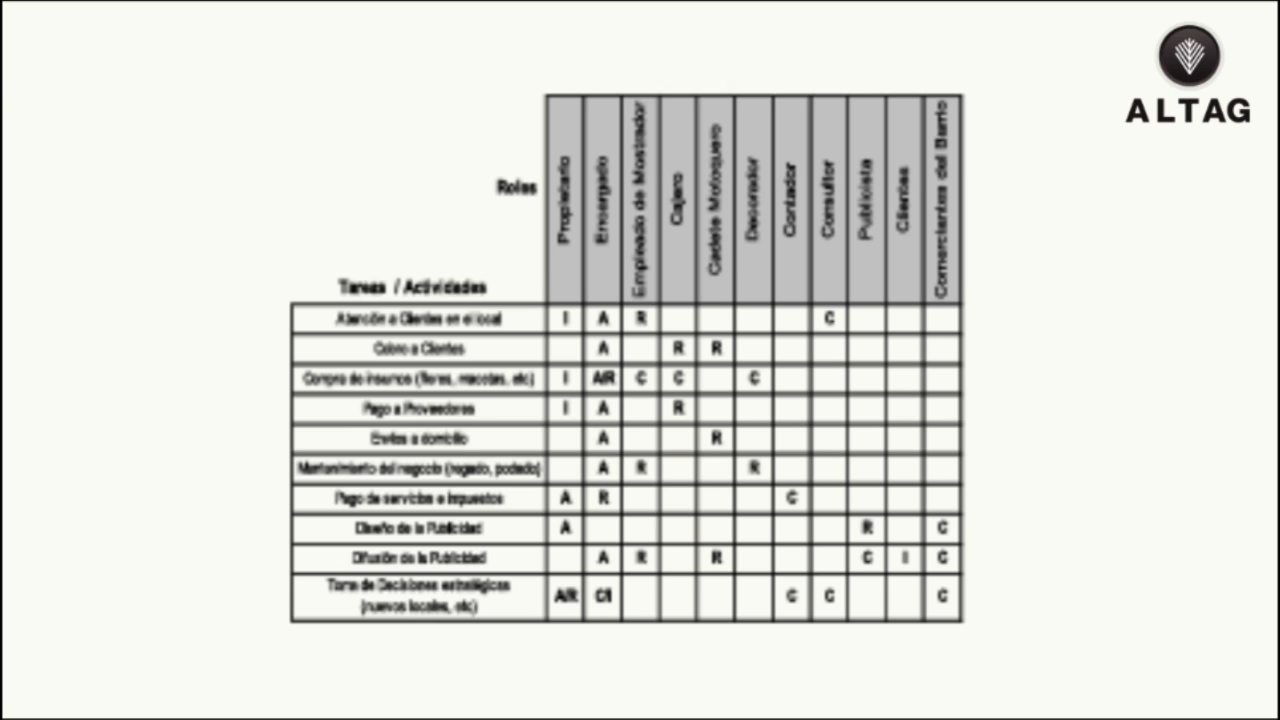 ALTAG
Roles
Propietario
Encargado
Empleado de Mostrador
Cajero
Cadete Motoquero
Decorador
Contador
Consultor
Publicista
Clientes
Comerciantes del Barrio
Tareas / Actividades
Atención a Clientes en el local I A R C
Cobro a Clientes A R R
Compra de insumos (flores, macetas, etc) I A/R C C C
Pago a Proveedores I A R
Envíos a domicilio A R
Mantenimiento del negocio (regado, podado) A R R
Pago de servicios e impuestos A R C
Diseño de la Publicidad A R C
Difusión de la Publicidad A R R C I C
Toma de Decisiones estratégicas
(nuevos locales, etc) A/R C/I C C C